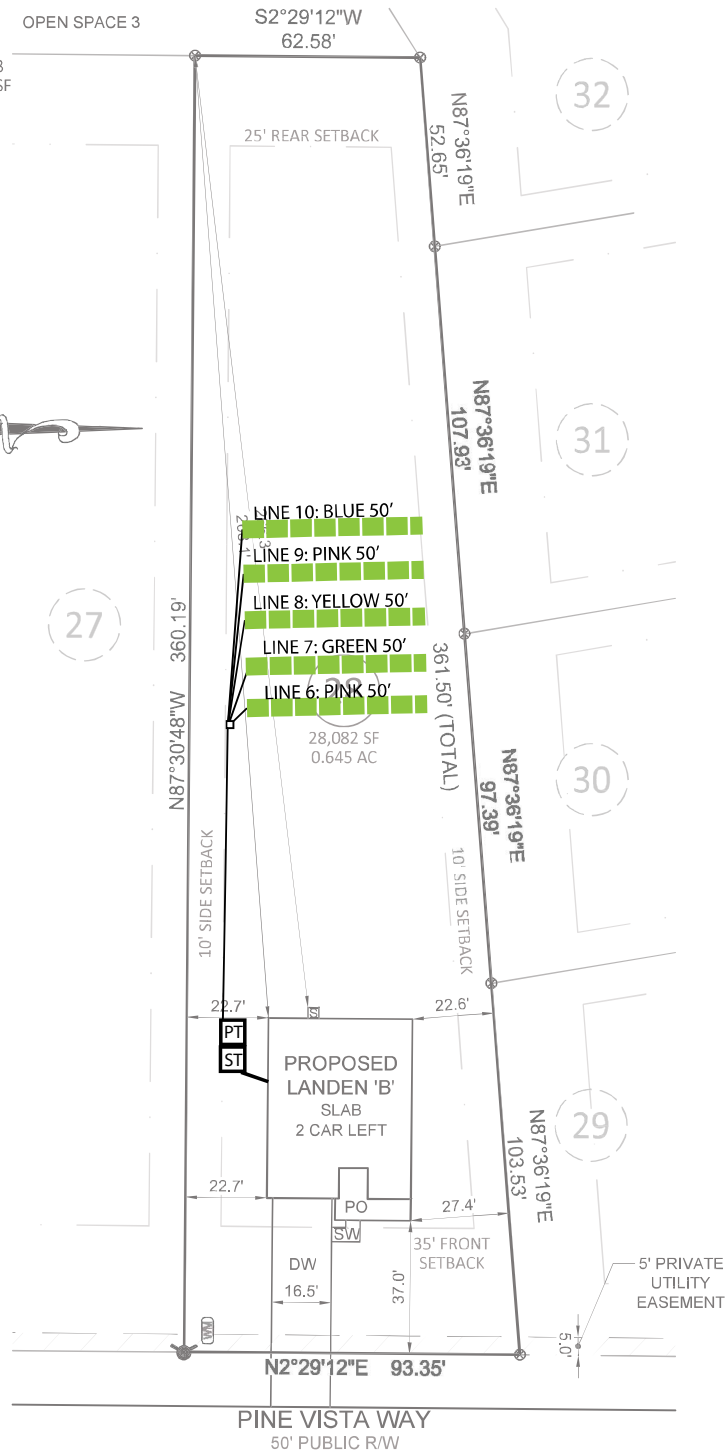 OPEN SPACE 3
S2°29'12"W
62.58'
SF
32
N87°36'19"E
52.65'
25' REAR SETBACK
N87°36'19"E
107.93'
31
LINE 10: BLUE 50'
LINE 9: PINK 50'
LINE 8: YELLOW 50'
LINE 7: GREEN 50'
LINE 6: PINK 50'
27
N87°30'48"W 360.19'
28
28,082 SF
0.645 AC
361.50' (TOTAL)
N87°36'19"E
97.39'
30
10' SIDE SETBACK
10' SIDE SETBACK
22.7'
S
22.6'
PT
ST
PROPOSED
LANDEN 'B'
SLAB
2 CAR LEFT
N87°36'19"E
103.53'
29
22.7'
PO
27.4'
SW
DW
16.5'
37.0'
35' FRONT
SETBACK
5' PRIVATE
UTILITY
EASEMENT
WM
5.0'
N2°29'12"E 93.35'
PINE VISTA WAY
50' PUBLIC R/W